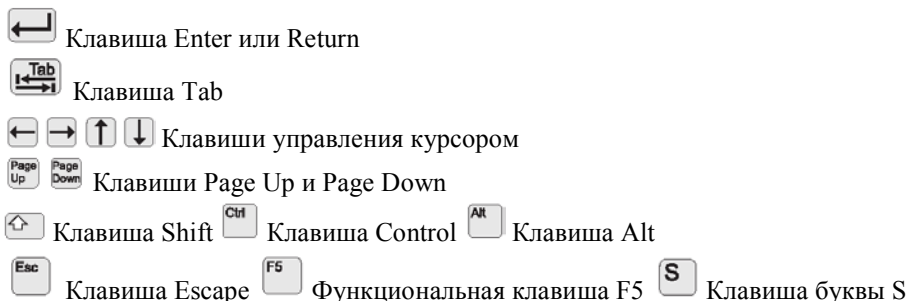 Клавиша Enter или Return
Tab Клавиша Tab
Клавиши управления курсором
Page Up Page Down Клавиши Page Up и Page Down
Клавиша Shift Ctrl Клавиша Control Alt Клавиша Alt
Esc Клавиша Escape F5 Функциональная клавиша F5 S Клавиша буквы S